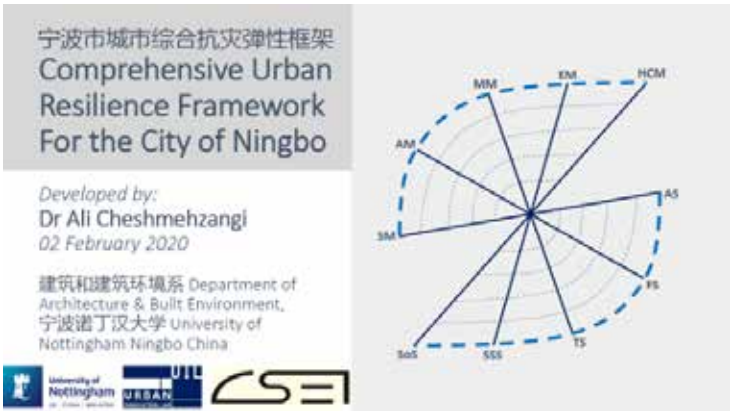 宁波市城市综合抗灾弹性框架
Comprehensive Urban
Resilience Framework
For the City of Ningbo
Developed by:
Dr Ali Cheshmehzangi
02 February 2020
建筑和建筑环境系 Department of
Architecture & Built Environment,
宁波诺丁汉大学 University of
Nottingham Ningbo China
University of
Nottingham
URBAN
CSET
HCM
KM
MM
AM
SM
AS
FS
TS
SSS
SoS